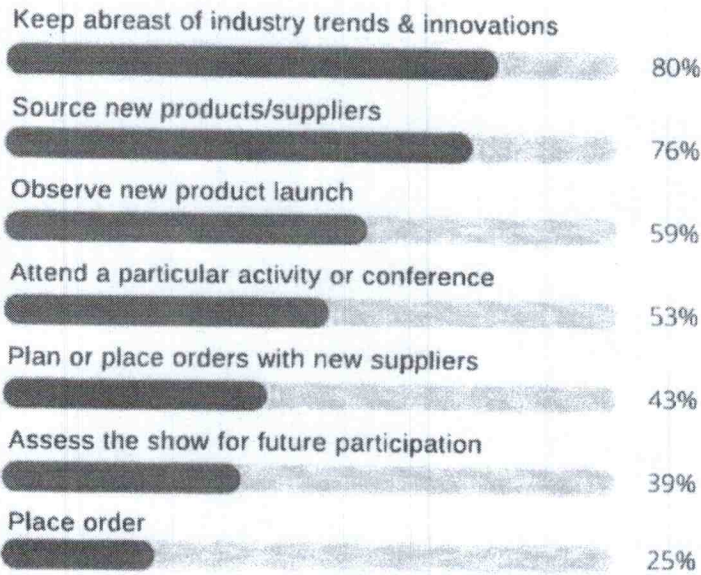 Keep abreast of industry trends & innovations
80%
Source new products/suppliers
76%
Observe new product launch
59%
Attend a particular activity or conference
53%
Plan or place orders with new suppliers
43%
Assess the show for future participation
39%
Place order
25%